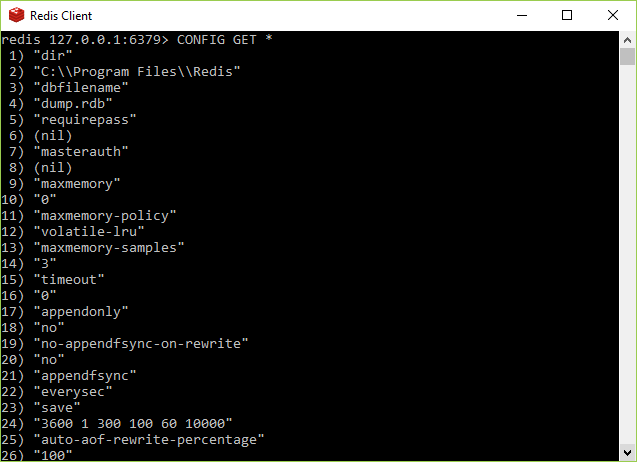 Redis Client
redis 127.0.0.1:6379> CONFIG GET *
1) "dir"
2) "C:\\Program Files\\Redis"
3) "dbfilename"
4) "dump.rdb"
5) "requirepass"
6) (nil)
7) "masterauth"
8) (nil)
9) "maxmemory"
10) "0"
11) "maxmemory-policy"
12) "volatile-lru"
13) "maxmemory-samples"
14) "3"
15) "timeout"
16) "0"
17) "appendonly"
18) "no"
19) "no-appendfsync-on-rewrite"
20) "no"
21) "appendfsync"
22) "everysec"
23) "save"
24) "3600 1 300 100 60 10000"
25) "auto-aof-rewrite-percentage"
26) "100"